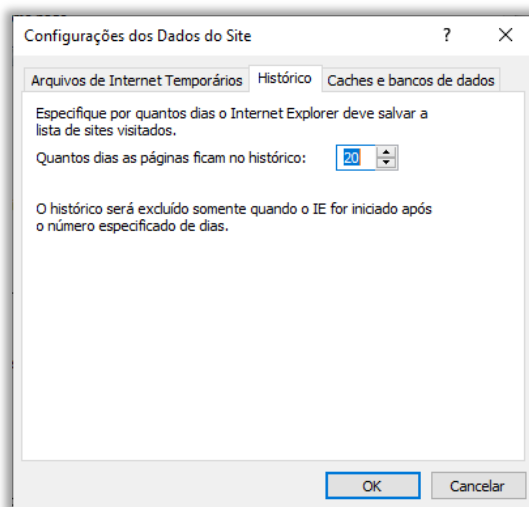 Configurações dos Dados do Site
?
Arquivos de Internet Temporários Histórico Caches e bancos de dados
Especifique por quantos dias o Internet Explorer deve salvar a
lista de sites visitados.
Quantos dias as páginas ficam no histórico: 20
O histórico será excluído somente quando o IE for iniciado após
o número especificado de dias.
OK Cancelar